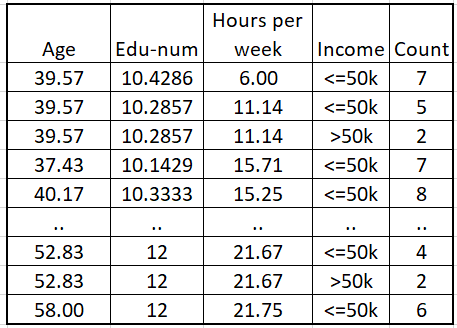 Age Edu-num Hours per week Income Count
39.57 10.4286 6.00 <=50k 7
39.57 10.2857 11.14 <=50k 5
39.57 10.2857 11.14 >50k 2
37.43 10.1429 15.71 <=50k 7
40.17 10.3333 15.25 <=50k 8
.. .. .. .. ..
52.83 12 21.67 <=50k 4
52.83 12 21.67 >50k 2
58.00 12 21.75 <=50k 6